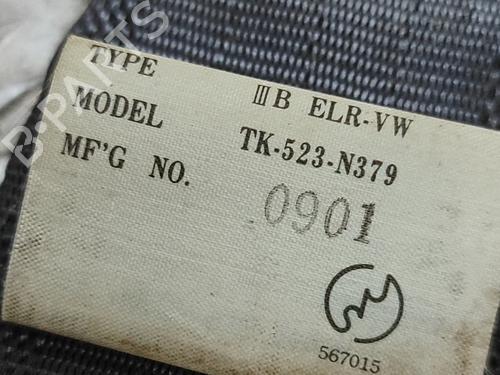 TYPE ⅢB ELR-VW
MODEL TK-523-N379
MF'G NO. 0901
567015
B-PARTS